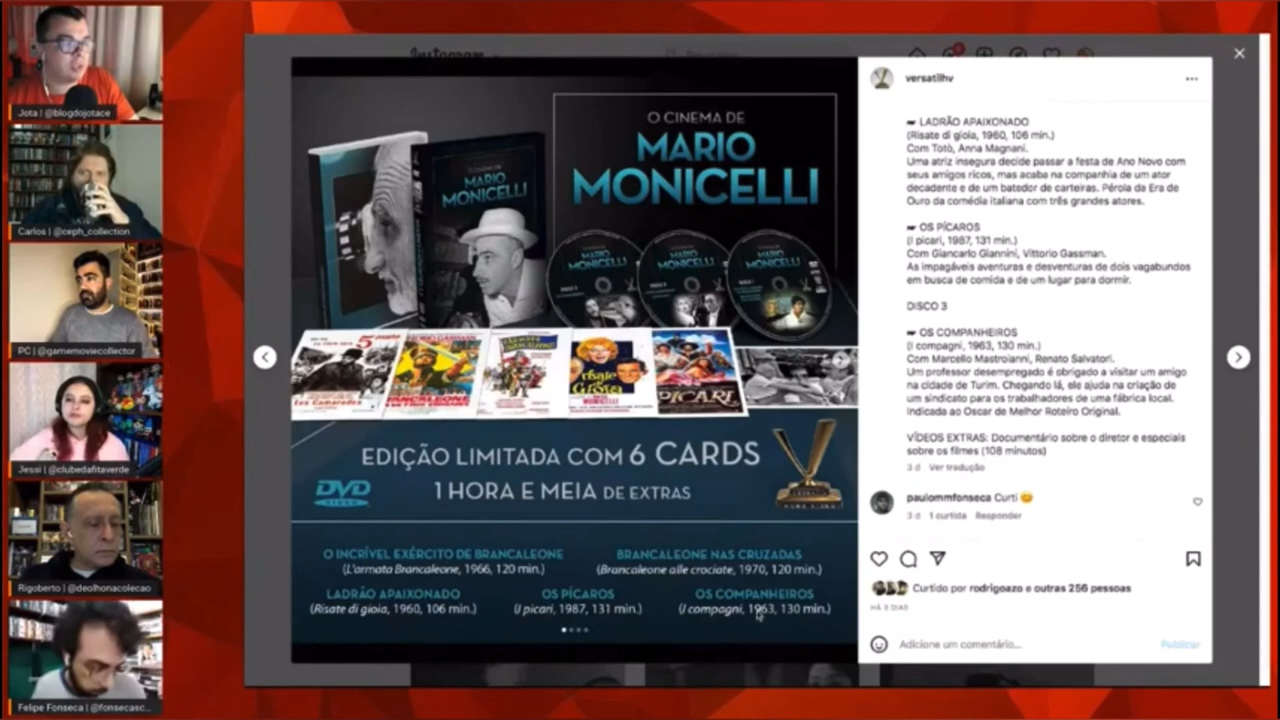 Jota | @blogdojotace
Carlos | @ceph_collection
PC | @gamemoviecollector
Jessi | @clubedafitaverde
Rigoberto | @deolhonacolecao
Felipe Fonseca | @fonsecasc...
Instagram
O CINEMA DE
MARIO
MONICELLI
MARIO
MONICELLI
MARIO
MONICELLI
MARIO
MONICELLI
MARIO
MONICELLI
PICARI
EDIÇÃO LIMITADA COM 6 CARDS
1 HORA E MEIA DE EXTRAS
DVD
VIDEO
O INCRÍVEL EXÉRCITO DE BRANCALEONE
(L'armata Brancaleone, 1966, 120 min.)
BRANCALEONE NAS CRUZADAS
(Brancaleone alle crociate, 1970, 120 min.)
LADRÃO APAIXONADO
(Risate di gioia, 1960, 106 min.)
OS PÍCAROS
(I picari, 1987, 131 min.)
OS COMPANHEIROS
(I compagni, 1963, 130 min.)
versatilhv
LADRÃO APAIXONADO
(Risate di gioia, 1960, 106 min.)
Com Totò, Anna Magnani.
Uma atriz insegura decide passar a festa de Ano Novo com
seus amigos ricos, mas acaba na companhia de um ator
decadente e de um batedor de carteiras. Pérola da Era de
Ouro da comédia italiana com três grandes atores.
OS PÍCAROS
(I picari, 1987, 131 min.)
Com Giancarlo Giannini, Vittorio Gassman.
As impagáveis aventuras e desventuras de dois vagabundos
em busca de comida e de um lugar para dormir.
DISCO 3
OS COMPANHEIROS
(I compagni, 1963, 130 min.)
Com Marcello Mastroianni, Renato Salvatori.
Um professor desempregado é obrigado a visitar um amigo
na cidade de Turim. Chegando lá, ele ajuda na criação de
um sindicato para os trabalhadores de uma fábrica local.
Indicada ao Oscar de Melhor Roteiro Original.
VÍDEOS EXTRAS: Documentário sobre o diretor e especiais
sobre os filmes (108 minutos)
3 d Ver tradução
paulommfonseca Curti
3 d 1 curtida Responder
Curtido por rodrigoazo e outras 256 pessoas
HÁ 3 DIAS
Adicione um comentário...
Publicar